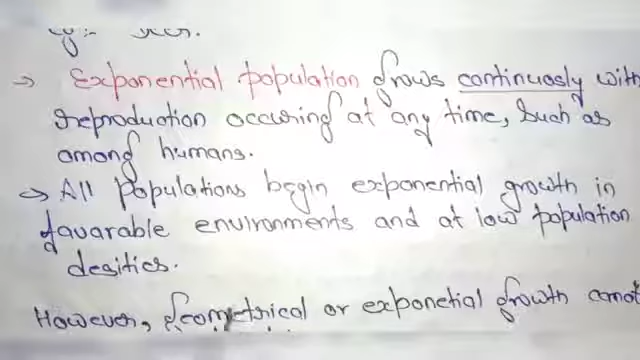 → Exponential population grows continuosly with
reproduction occuring at any time, such as
among humans.
→ All populations begin exponential growth in
favarable environments and at low population
desities.
However, geometrical or exponetial growth cannot